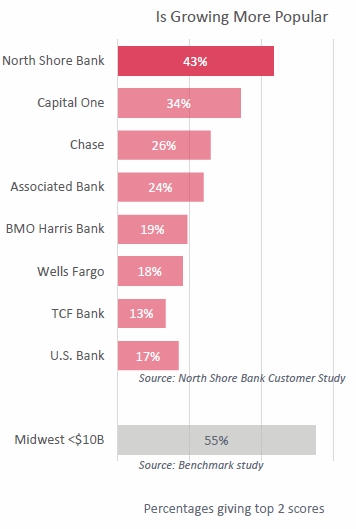 Is Growing More Popular
North Shore Bank 43%
Capital One 34%
Chase 26%
Associated Bank 24%
BMO Harris Bank 19%
Wells Fargo 18%
TCF Bank 13%
U.S. Bank 17%
Source: North Shore Bank Customer Study
Midwest <$10B 55%
Source: Benchmark study
Percentages giving top 2 scores